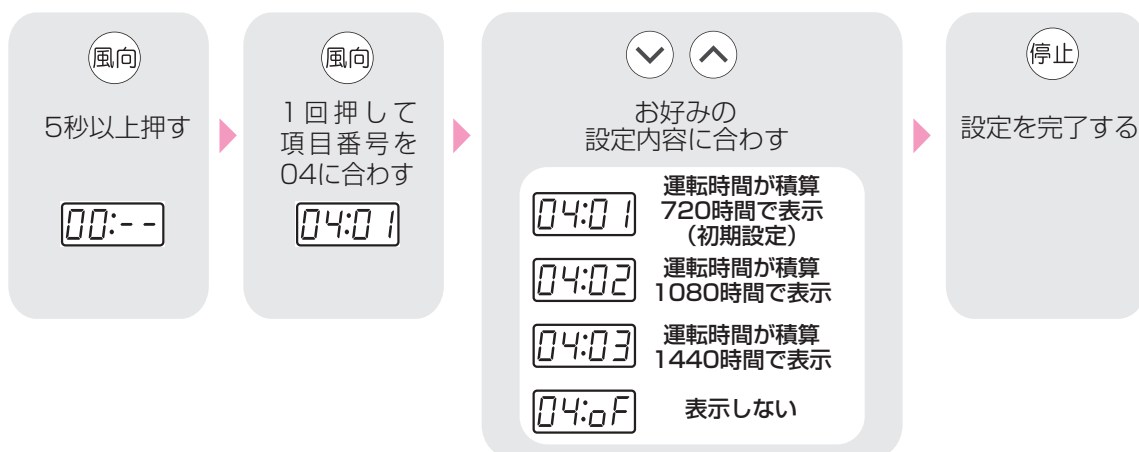 風向
5秒以上押す
00:--
風向
1回押して
項目番号を
04に合わす
04:01
お好みの
設定内容に合わす
04:01
運転時間が積算
720時間で表示
（初期設定）
04:02
運転時間が積算
1080時間で表示
04:03
運転時間が積算
1440時間で表示
04:oF
表示しない
停止
設定を完了する